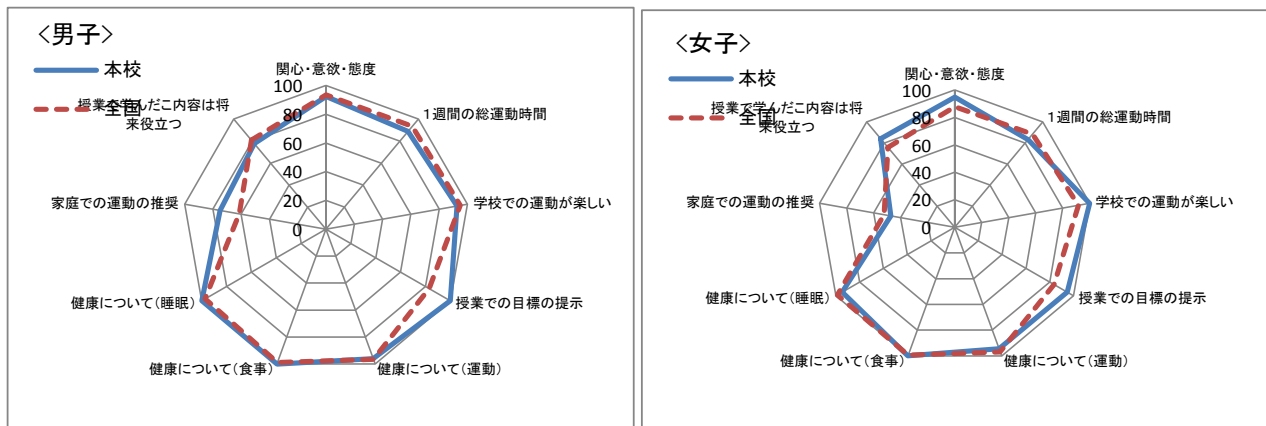 <男子>
本校
全国
関心・意欲・態度
1週間の総運動時間
学校での運動が楽しい
授業での目標の提示
健康について(運動)
健康について(食事)
健康について(睡眠)
家庭での運動の推奨
授業で学んだこ内容は将
来役立つ
100
80
60
40
20
0
<女子>
本校
全国
関心・意欲・態度
1週間の総運動時間
学校での運動が楽しい
授業での目標の提示
健康について(運動)
健康について(食事)
健康について(睡眠)
家庭での運動の推奨
授業で学んだこ内容は将
来役立つ
100
80
60
40
20
0